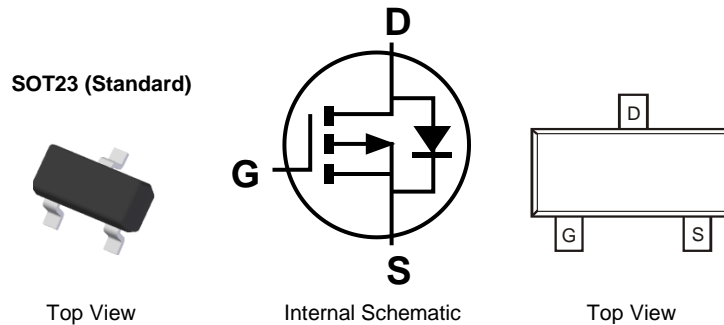 D
SOT23 (Standard)
D
G
G
S
S
Top View
Internal Schematic
Top View